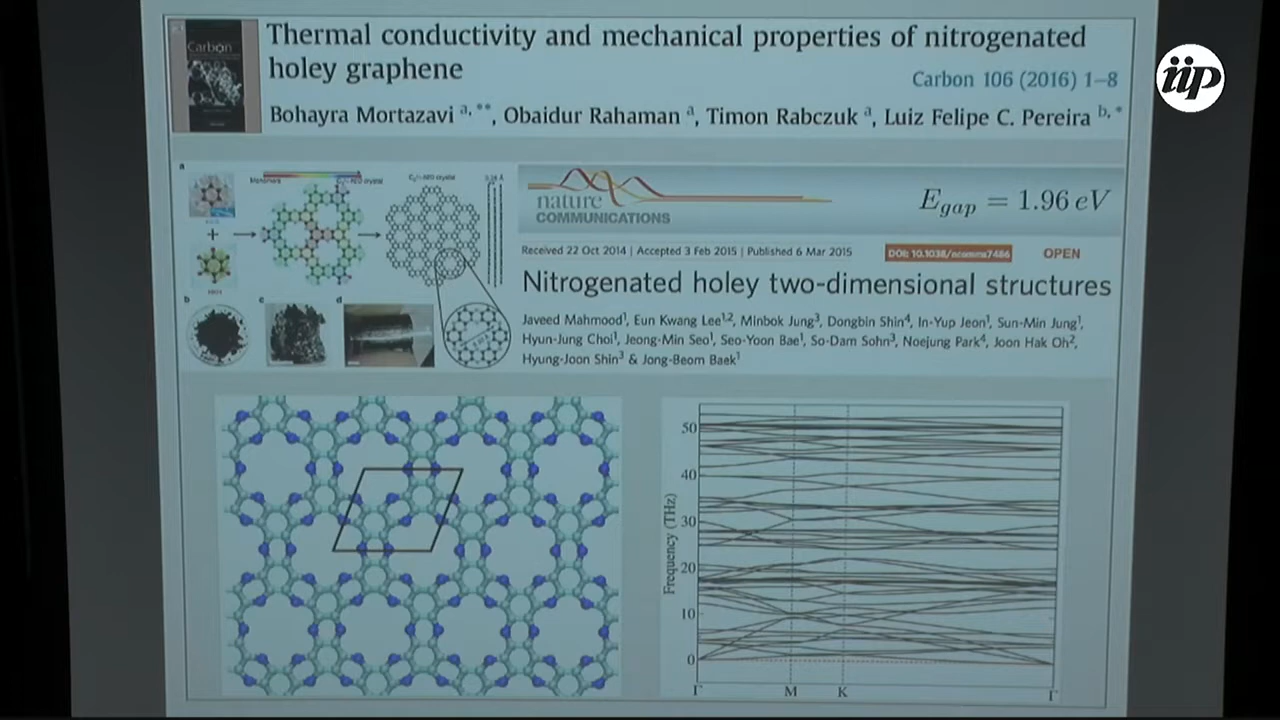 Carbon
Thermal conductivity and mechanical properties of nitrogenated
holey graphene
Carbon 106 (2016) 1–8
Bohayra Mortazavi a, **, Obaidur Rahaman a, Timon Rabczuk a, Luiz Felipe C. Pereira b, *
iip
a
+
b
c
d
nature
COMMUNICATIONS
E_gap = 1.96 eV
Received 22 Oct 2014 | Accepted 3 Feb 2015 | Published 6 Mar 2015
DOI: 10.1038/ncomms7486
OPEN
Nitrogenated holey two-dimensional structures
Javeed Mahmood1, Eun Kwang Lee1,2, Minbok Jung3, Dongbin Shin4, In-Yup Jeon1, Sun-Min Jung1,
Hyun-Jung Choi1, Jeong-Min Seo1, Seo-Yoon Bae1, So-Dam Sohn3, Noejung Park4, Joon Hak Oh2,
Hyung-Joon Shin3 & Jong-Beom Baek1
Frequency (THz)
50
40
30
20
10
0
Γ M K Γ